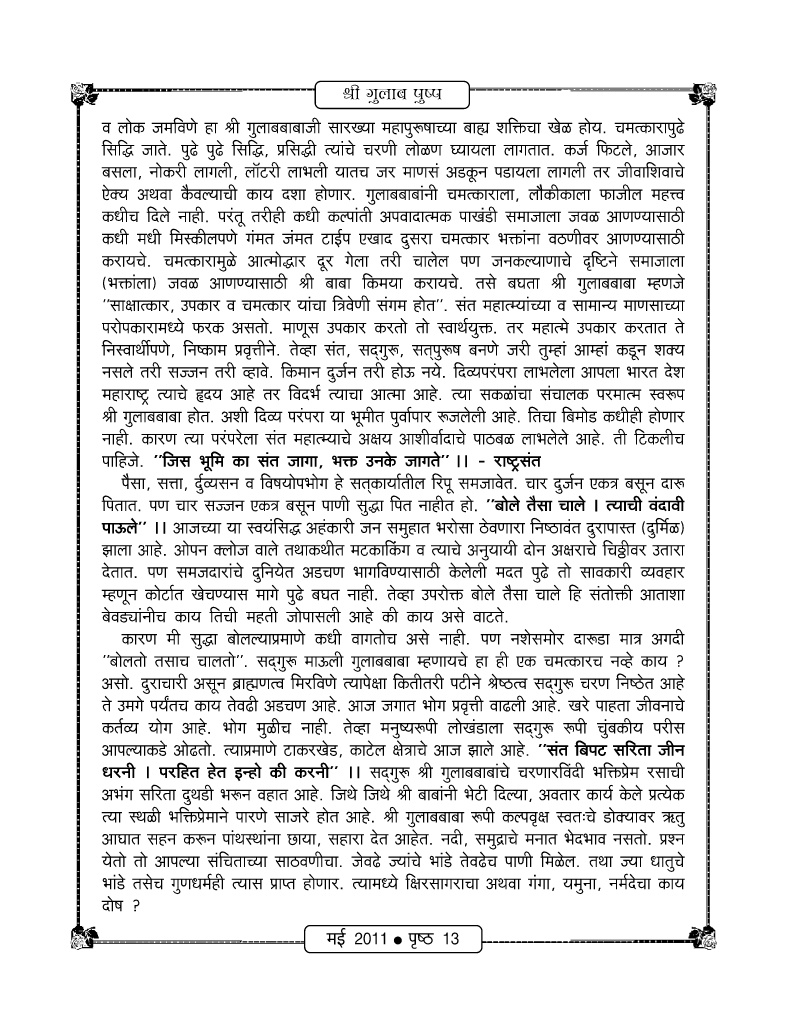 श्री गुलाब पुष्प
व लोक जमविणे हा श्री गुलाबबाबाजी सारख्या महापुरूषाच्या बाह्य शक्तिचा खेळ होय. चमत्कारापुढे
सिद्धि जाते. पुढे पुढे सिद्धि, प्रसिद्धी त्यांचे चरणी लोळण घ्यायला लागतात. कर्ज फिटले, आजार
बसला, नोकरी लागली, लॉटरी लाभली यातच जर माणसं अडकून पडायला लागली तर जीवाशिवाचे
ऐक्य अथवा कैवल्याची काय दशा होणार. गुलाबबाबांनी चमत्काराला, लौकीकाला फाजील महत्त्व
कधीच दिले नाही. परंतू तरीही कधी कल्पांती अपवादात्मक पाखंडी समाजाला जवळ आणण्यासाठी
कधी मधी मिस्कीलपणे गंमत जंमत टाईप एखाद दुसरा चमत्कार भक्तांना वठणीवर आणण्यासाठी
करायचे. चमत्कारामुळे आत्मोद्धार दूर गेला तरी चालेल पण जनकल्याणाचे दृष्टिने समाजाला
(भक्तांला) जवळ आणण्यासाठी श्री बाबा किमया करायचे. तसे बघता श्री गुलाबबाबा म्हणजे
"साक्षात्कार, उपकार व चमत्कार यांचा त्रिवेणी संगम होत". संत महात्म्यांच्या व सामान्य माणसाच्या
परोपकारामध्ये फरक असतो. माणूस उपकार करतो तो स्वार्थयुक्त. तर महात्मे उपकार करतात ते
निस्वार्थीपणे, निष्काम प्रवृत्तीने. तेव्हा संत, सद्‌गुरू, सत्‌पुरूष बनणे जरी तुम्हां आम्हां कडून शक्य
नसले तरी सज्जन तरी व्हावे. किमान दुर्जन तरी होऊ नये. दिव्यपरंपरा लाभलेला आपला भारत देश
महाराष्ट्र त्याचे हृदय आहे तर विदर्भ त्याचा आत्मा आहे. त्या सकळांचा संचालक परमात्म स्वरूप
श्री गुलाबबाबा होत. अशी दिव्य परंपरा या भूमीत पुर्वापार रूजलेली आहे. तिचा बिमोड कधीही होणार
नाही. कारण त्या परंपरेला संत महात्म्याचे अक्षय आशीर्वादाचे पाठबळ लाभलेले आहे. ती टिकलीच
पाहिजे. "जिस भूमि का संत जागा, भक्त उनके जागते" ।। - राष्ट्रसंत
पैसा, सत्ता, र्दुव्यसन व विषयोपभोग हे सत्‌कार्यातील रिपू समजावेत. चार दुर्जन एकत्र बसून दारू
पितात. पण चार सज्जन एकत्र बसून पाणी सुद्धा पित नाहीत हो. "बोले तैसा चाले । त्याची वंदावी
पाऊले" ।। आजच्या या स्वयंसिद्ध अहंकारी जन समुहात भरोसा ठेवणारा निष्ठावंत दुरापास्त (दुर्मिळ)
झाला आहे. ओपन क्लोज वाले तथाकथीत मटकाकिंग व त्याचे अनुयायी दोन अक्षराचे चिठ्ठीवर उतारा
देतात. पण समजदारांचे दुनियेत अडचण भागविण्यासाठी केलेली मदत पुढे तो सावकारी व्यवहार
म्हणून कोर्टात खेचण्यास मागे पुढे बघत नाही. तेव्हा उपरोक्त बोले तैसा चाले हि संतोक्ती आताशा
बेवड्यांनीच काय तिची महती जोपासली आहे की काय असे वाटते.
कारण मी सुद्धा बोलल्याप्रमाणे कधी वागतोच असे नाही. पण नशेसमोर दारूडा मात्र अगदी
"बोलतो तसाच चालतो". सद्‌गुरू माऊली गुलाबबाबा म्हणायचे हा ही एक चमत्कारच नव्हे काय ?
असो. दुराचारी असून ब्राह्मणत्व मिरविणे त्यापेक्षा कितीतरी पटीने श्रेष्ठत्व सद्‌गुरू चरण निष्ठेत आहे
ते उमगे पर्यंतच काय तेवढी अडचण आहे. आज जगात भोग प्रवृत्ती वाढली आहे. खरे पाहता जीवनाचे
कर्तव्य योग आहे. भोग मुळीच नाही. तेव्हा मनुष्यरूपी लोखंडाला सद्‌गुरू रूपी चुंबकीय परीस
आपल्याकडे ओढतो. त्याप्रमाणे टाकरखेड, काटेल क्षेत्राचे आज झाले आहे. "संत बिपट सरिता जीन
धरनी । परहित हेत इन्हो की करनी" ।। सद्‌गुरू श्री गुलाबबाबांचे चरणारविंदी भक्तिप्रेम रसाची
अभंग सरिता दुथडी भरून वहात आहे. जिथे जिथे श्री बाबांनी भेटी दिल्या, अवतार कार्य केले प्रत्येक
त्या स्थळी भक्तिप्रेमाने पारणे साजरे होत आहे. श्री गुलाबबाबा रूपी कल्पवृक्ष स्वतःचे डोक्यावर ऋतु
आघात सहन करून पांथस्थांना छाया, सहारा देत आहेत. नदी, समुद्राचे मनात भेदभाव नसतो. प्रश्न
येतो तो आपल्या संचिताच्या साठवणीचा. जेवढे ज्यांचे भांडे तेवढेच पाणी मिळेल. तथा ज्या धातुचे
भांडे तसेच गुणधर्मही त्यास प्राप्त होणार. त्यामध्ये क्षिरसागराचा अथवा गंगा, यमुना, नर्मदेचा काय
दोष ?
मई 2011 ● पृष्ठ 13